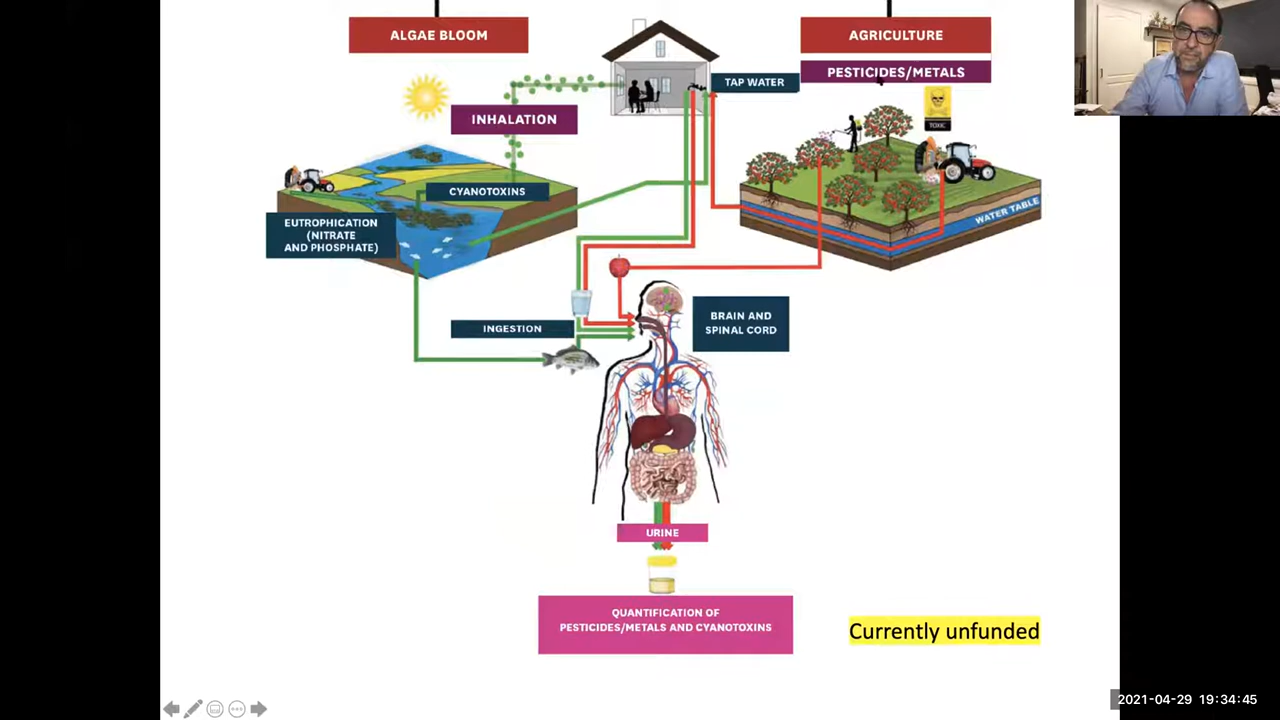 ALGAE BLOOM
AGRICULTURE
PESTICIDES/METALS
TAP WATER
TOXIC
INHALATION
CYANOTOXINS
EUTROPHICATION
(NITRATE
AND PHOSPHATE)
WATER TABLE
BRAIN AND
SPINAL CORD
INGESTION
URINE
QUANTIFICATION OF
PESTICIDES/METALS AND CYANOTOXINS
Currently unfunded
2021-04-29 19:34:45